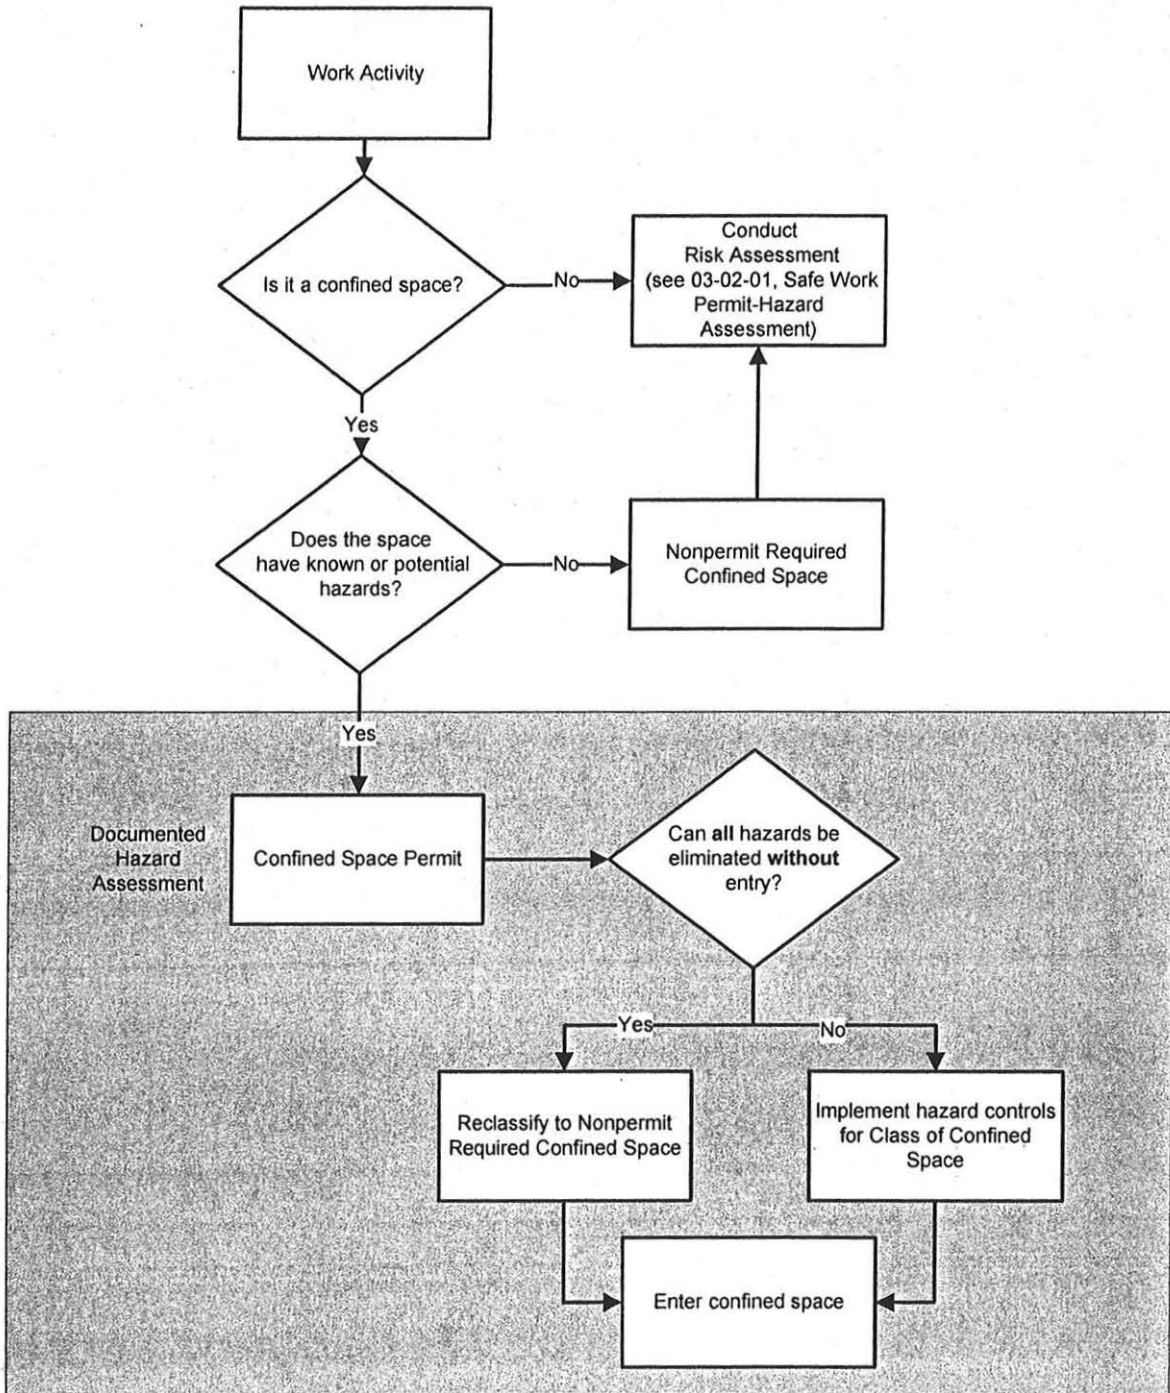 Work Activity
Is it a confined space?
No
Conduct
Risk Assessment
(see 03-02-01, Safe Work
Permit-Hazard
Assessment)
Yes
Does the space
have known or potential
hazards?
No
Nonpermit Required
Confined Space
Yes
Documented
Hazard
Assessment
Confined Space Permit
Can all hazards be
eliminated without
entry?
Yes
No
Reclassify to Nonpermit
Required Confined Space
Implement hazard controls
for Class of Confined
Space
Enter confined space